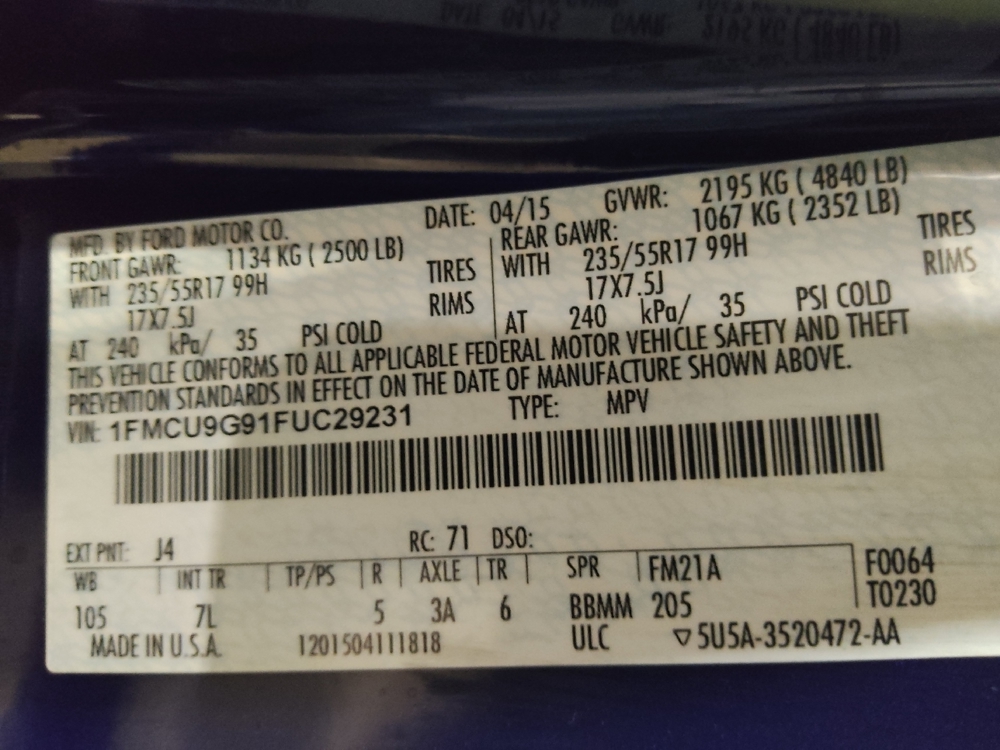 MFD. BY FORD MOTOR CO. DATE: 04/15 GVWR: 2195 KG ( 4840 LB)
FRONT GAWR: 1134 KG ( 2500 LB) REAR GAWR: 1067 KG ( 2352 LB)
WITH 235/55R17 99H TIRES WITH 235/55R17 99H TIRES
17X7.5J RIMS 17X7.5J RIMS
AT 240 kPa/ 35 PSI COLD AT 240 kPa/ 35 PSI COLD
THIS VEHICLE CONFORMS TO ALL APPLICABLE FEDERAL MOTOR VEHICLE SAFETY AND THEFT
PREVENTION STANDARDS IN EFFECT ON THE DATE OF MANUFACTURE SHOWN ABOVE.
VIN: 1FMCU9G91FUC29231 TYPE: MPV
EXT PNT: J4 RC: 71 DSO:
WB INT TR TP/PS R AXLE TR SPR FM21A F0064
105 7L 5 3A 6 BBMM 205 T0230
MADE IN U.S.A. 1201504111818 ULC ▽5U5A-3520472-AA